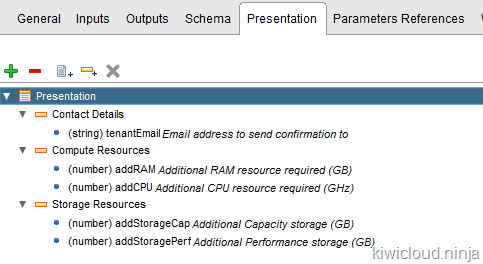 General Inputs Outputs Schema Presentation Parameters References
Presentation
Contact Details
(string) tenantEmail Email address to send confirmation to
Compute Resources
(number) addRAM Additional RAM resource required (GB)
(number) addCPU Additional CPU resource required (GHz)
Storage Resources
(number) addStorageCap Additional Capacity storage (GB)
(number) addStoragePerf Additional Performance storage (GB)
kiwicloud.ninja